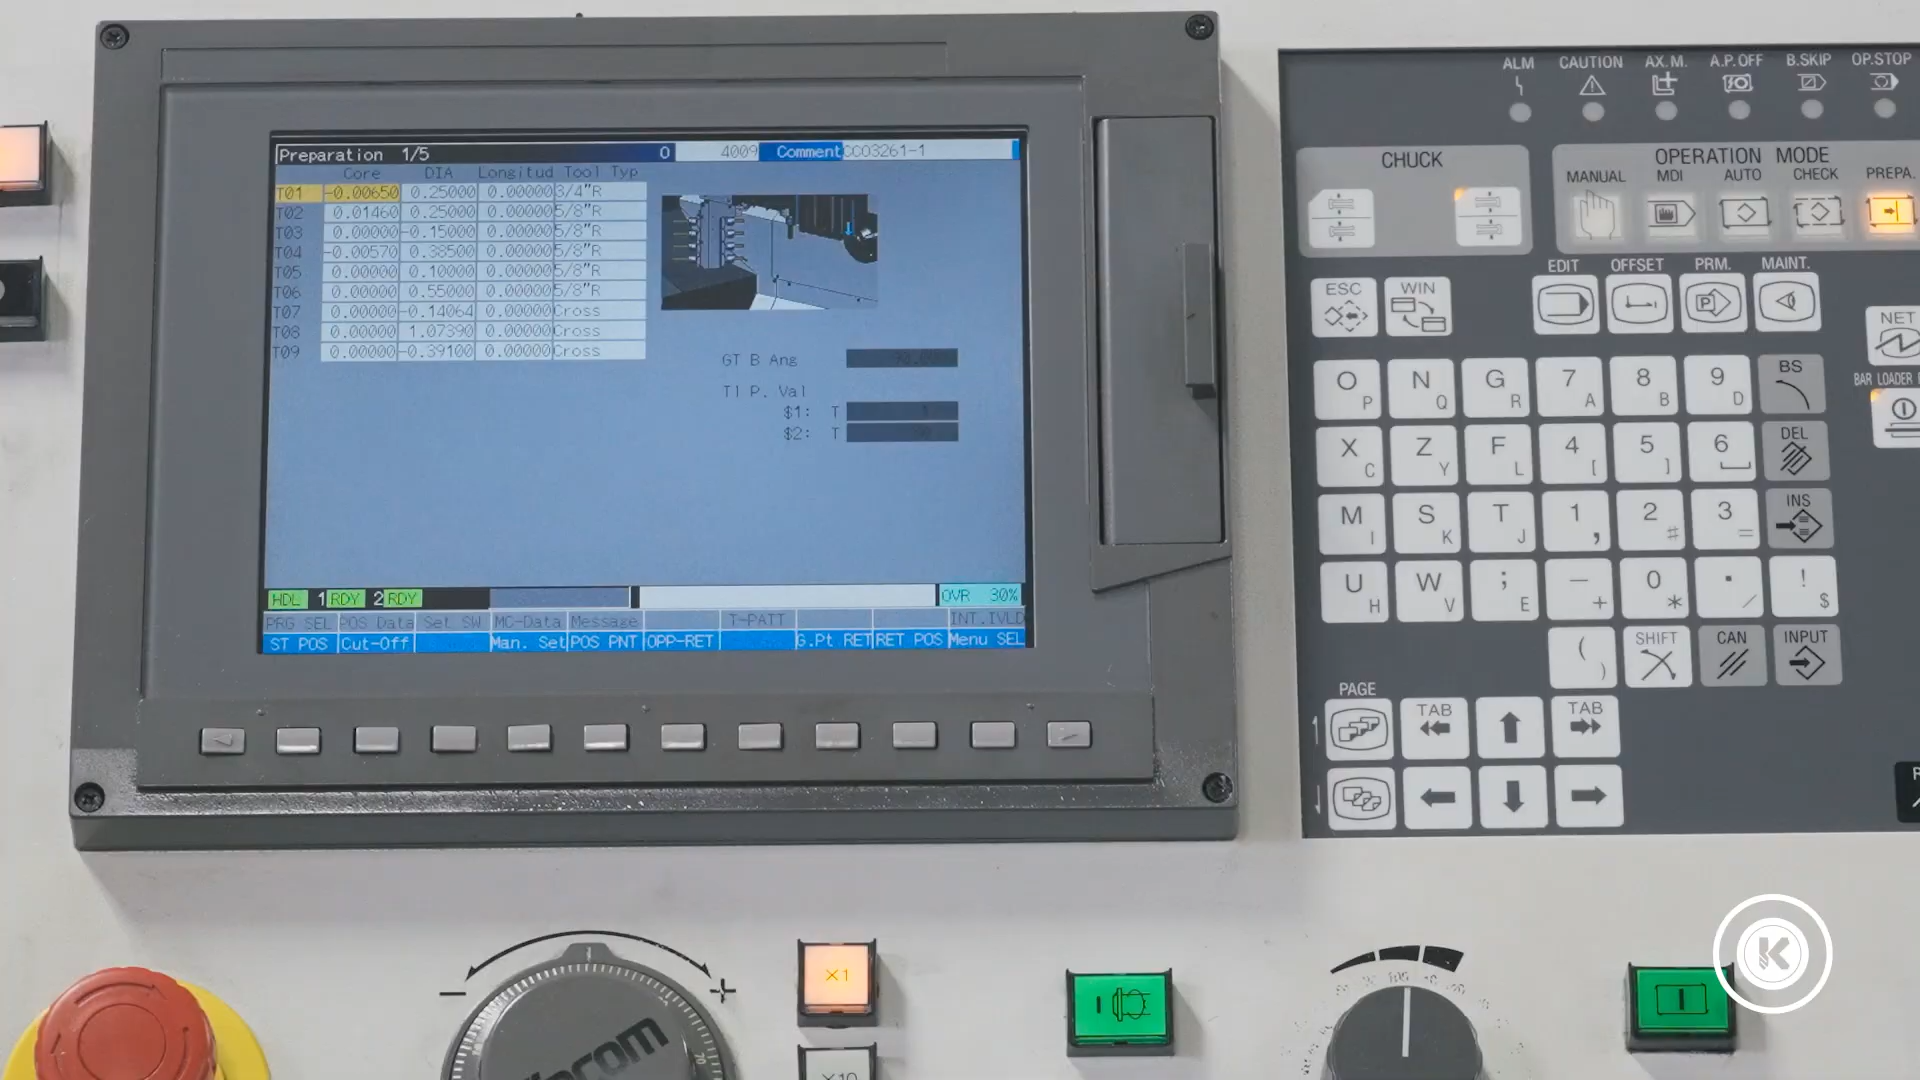 Preparation 1/5 O 4009 Comment CC03261-1
Core DIA Longitud Tool Typ
T01 -0.00650 0.25000 0.00000 3/4"R
T02 0.01460 0.25000 0.00000 5/8"R
T03 0.00000 -0.15000 0.00000 5/8"R
T04 -0.00570 0.38500 0.00000 5/8"R
T05 0.00000 0.10000 0.00000 5/8"R
T06 0.00000 0.55000 0.00000 5/8"R
T07 0.00000 -0.14064 0.00000 Cross
T08 0.00000 1.07390 0.00000 Cross
T09 0.00000 -0.39100 0.00000 Cross
GT B Ang
Tl P. Val
$1: T
$2: T
HDL 1 RDY 2 RDY OVR 30%
PRG SEL POS Data Set SW MC-Data Message T-PATT INT.IVLD
ST POS Cut-Off Man. Set POS PNT OPP-RET G.Pt RET RET POS Menu SEL
ALM CAUTION AX.M. A.P.OFF B.SKIP OP.STOP
CHUCK
OPERATION MODE
MANUAL MDI AUTO CHECK PREPA.
EDIT OFFSET PRM. MAINT.
ESC WIN
NET
BAR LOADER
O P N Q G R 7 A 8 B 9 D BS
X C Z Y F L 4 [ 5 ] 6 DEL
M I S K T J 1 , 2 # 3 = INS
U H W V ; E - + 0 * . / ! $
( ) SHIFT CAN INPUT
PAGE
TAB TAB
- +
X1
X10
70
K